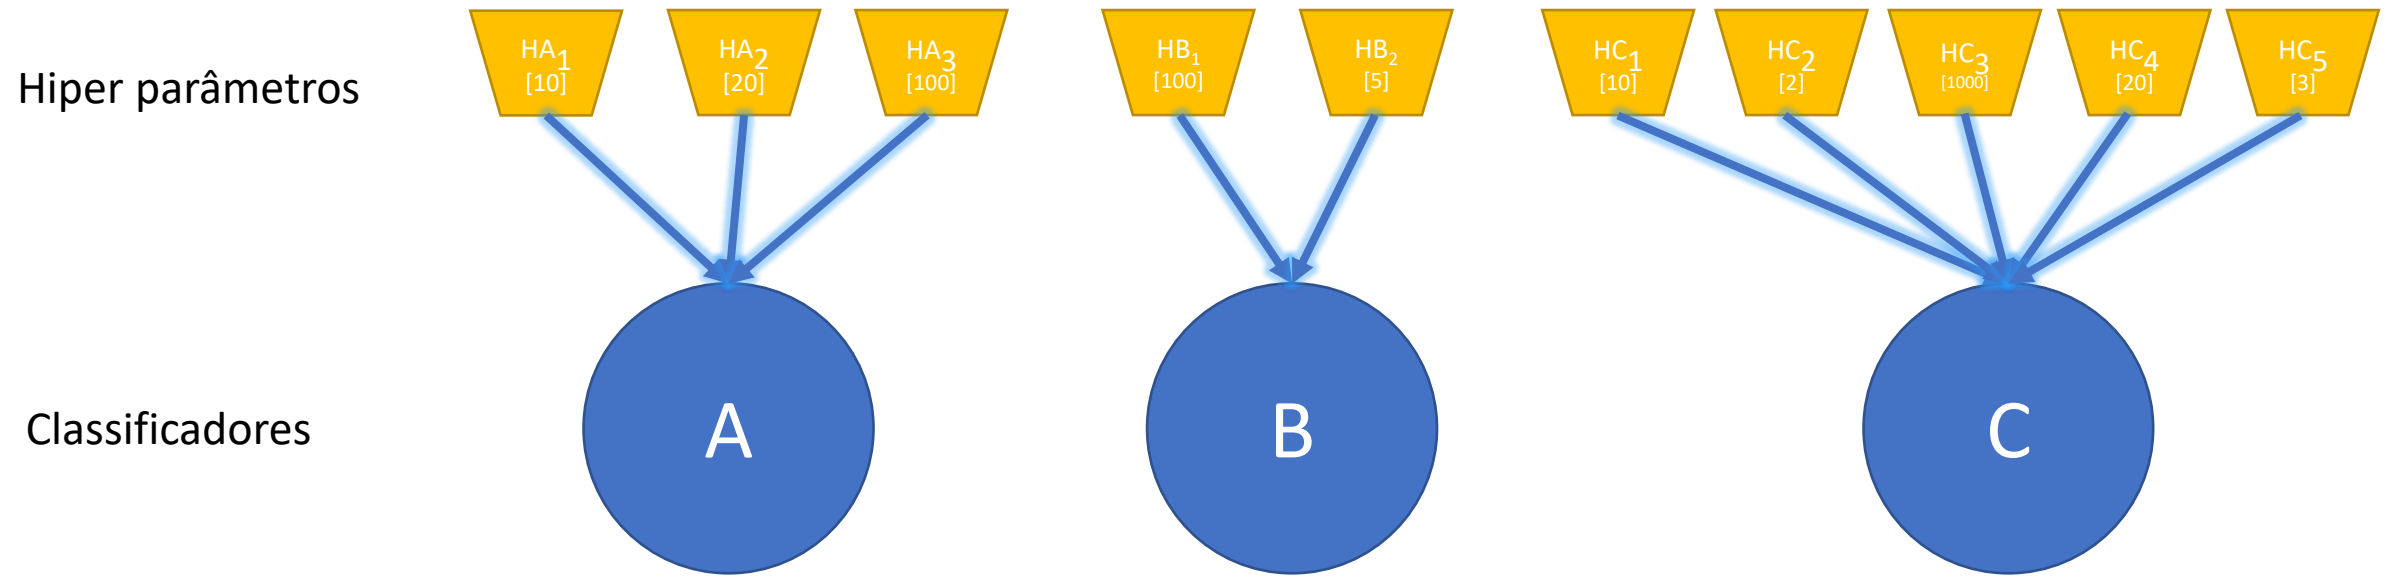 Hiper parâmetros
HA1
[10]
HA2
[20]
HA3
[100]
HB1
[100]
HB2
[5]
HC1
[10]
HC2
[2]
HC3
[1000]
HC4
[20]
HC5
[3]
Classificadores
A
B
C